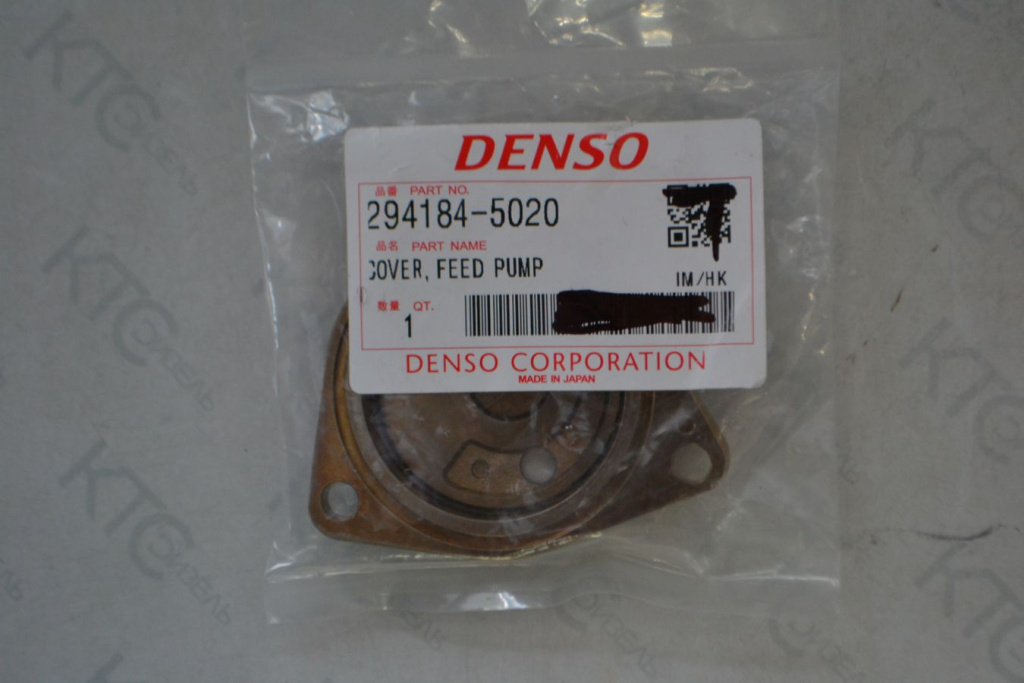 DENSO
品番 PART NO.
294184-5020
品名 PART NAME
COVER, FEED PUMP
IM/HK
数量 QT.
1
DENSO CORPORATION
MADE IN JAPAN